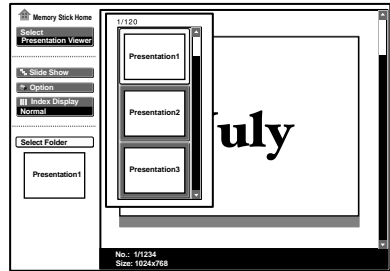 Memory Stick Home
Select
Presentation Viewer
Slide Show
Option
Index Display
Normal
Select Folder
Presentation1
1/120
Presentation1
Presentation2
Presentation3
uly
No.: 1/1234
Size: 1024x768